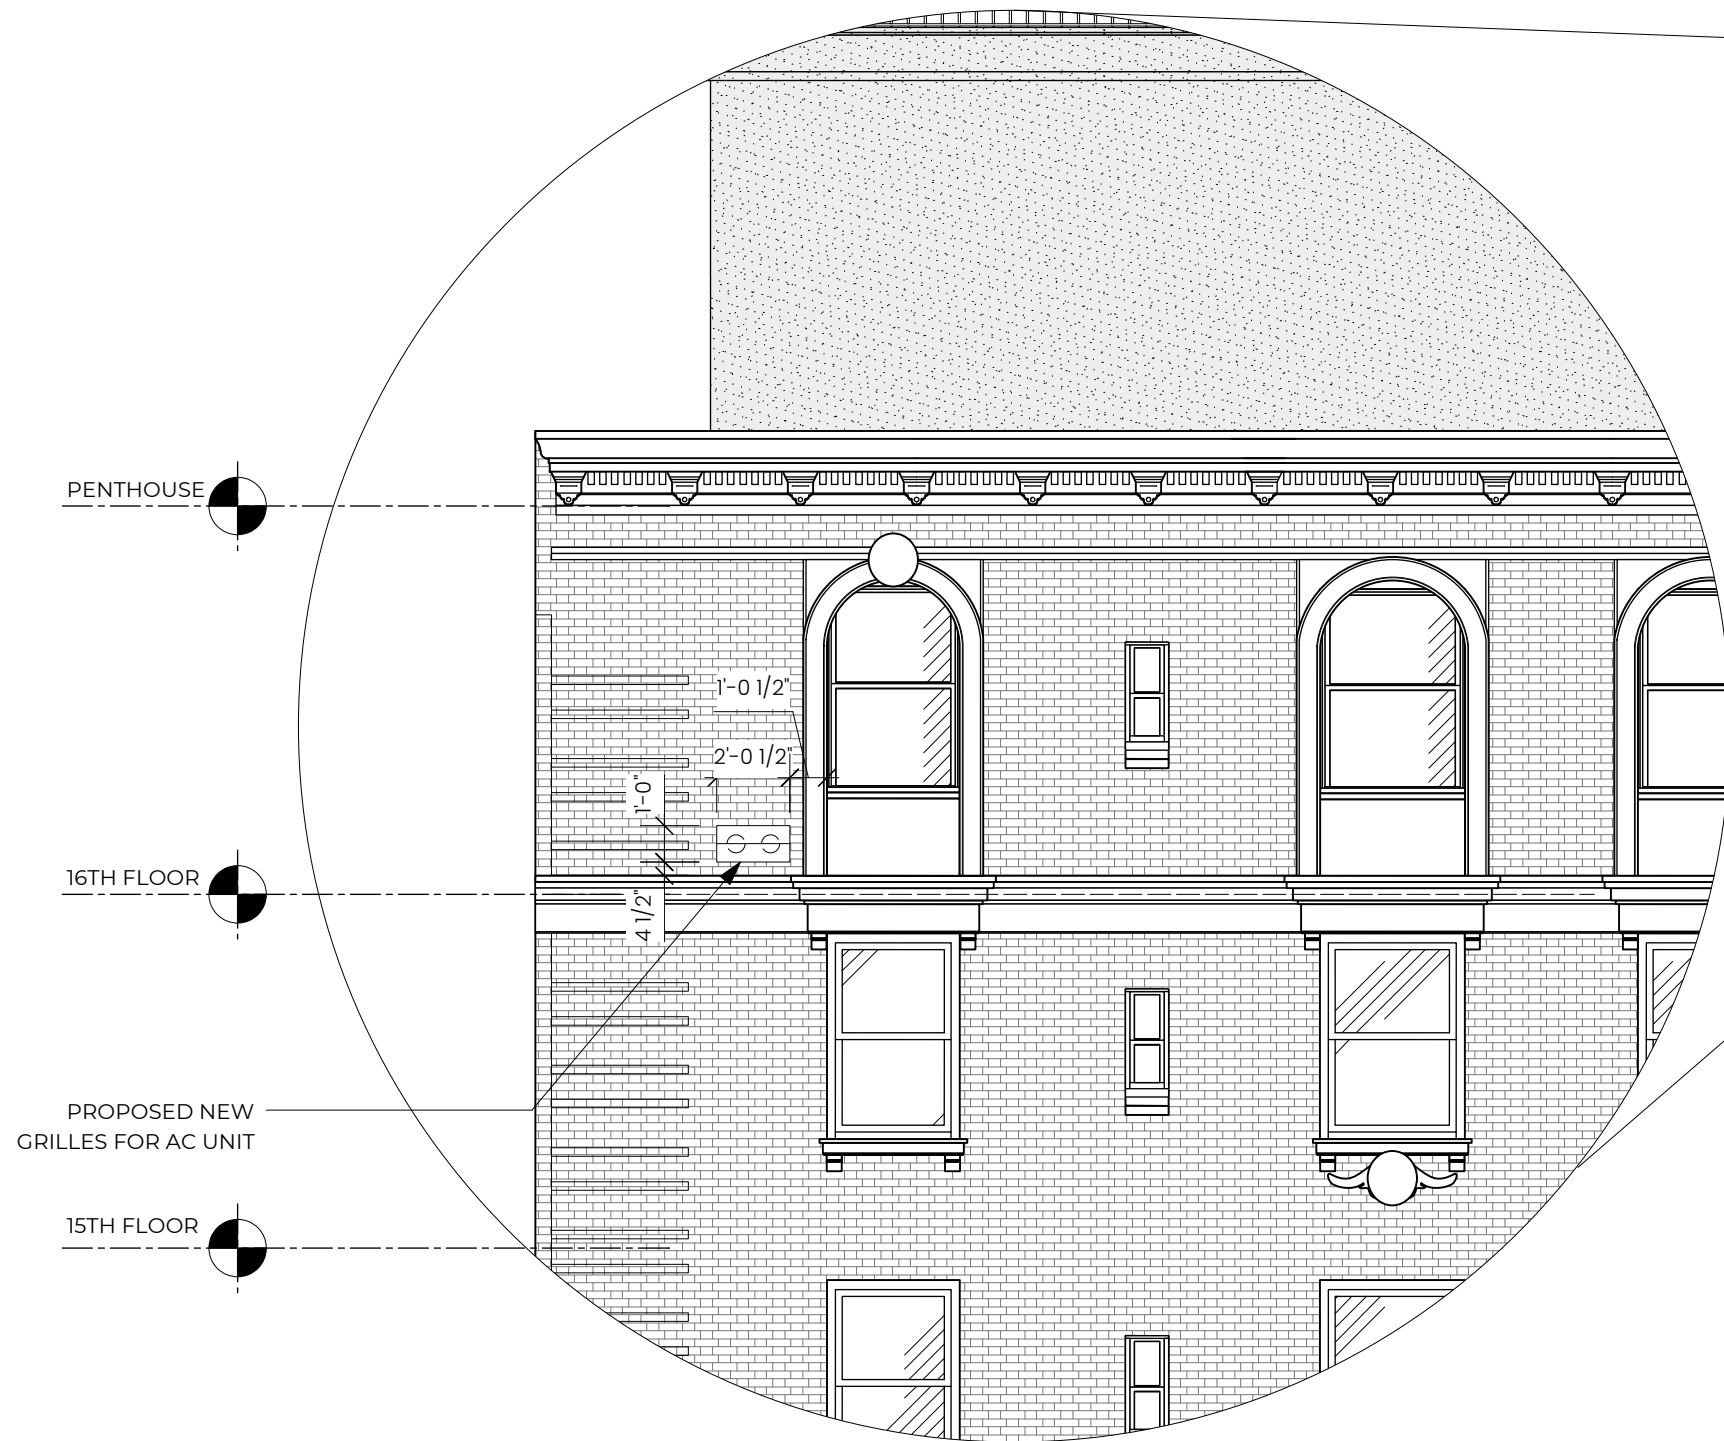 PENTHOUSE
1'-0 1/2"
2'-0 1/2"
1'-0"
16TH FLOOR
4 1/2"
PROPOSED NEW
GRILLES FOR AC UNIT
15TH FLOOR